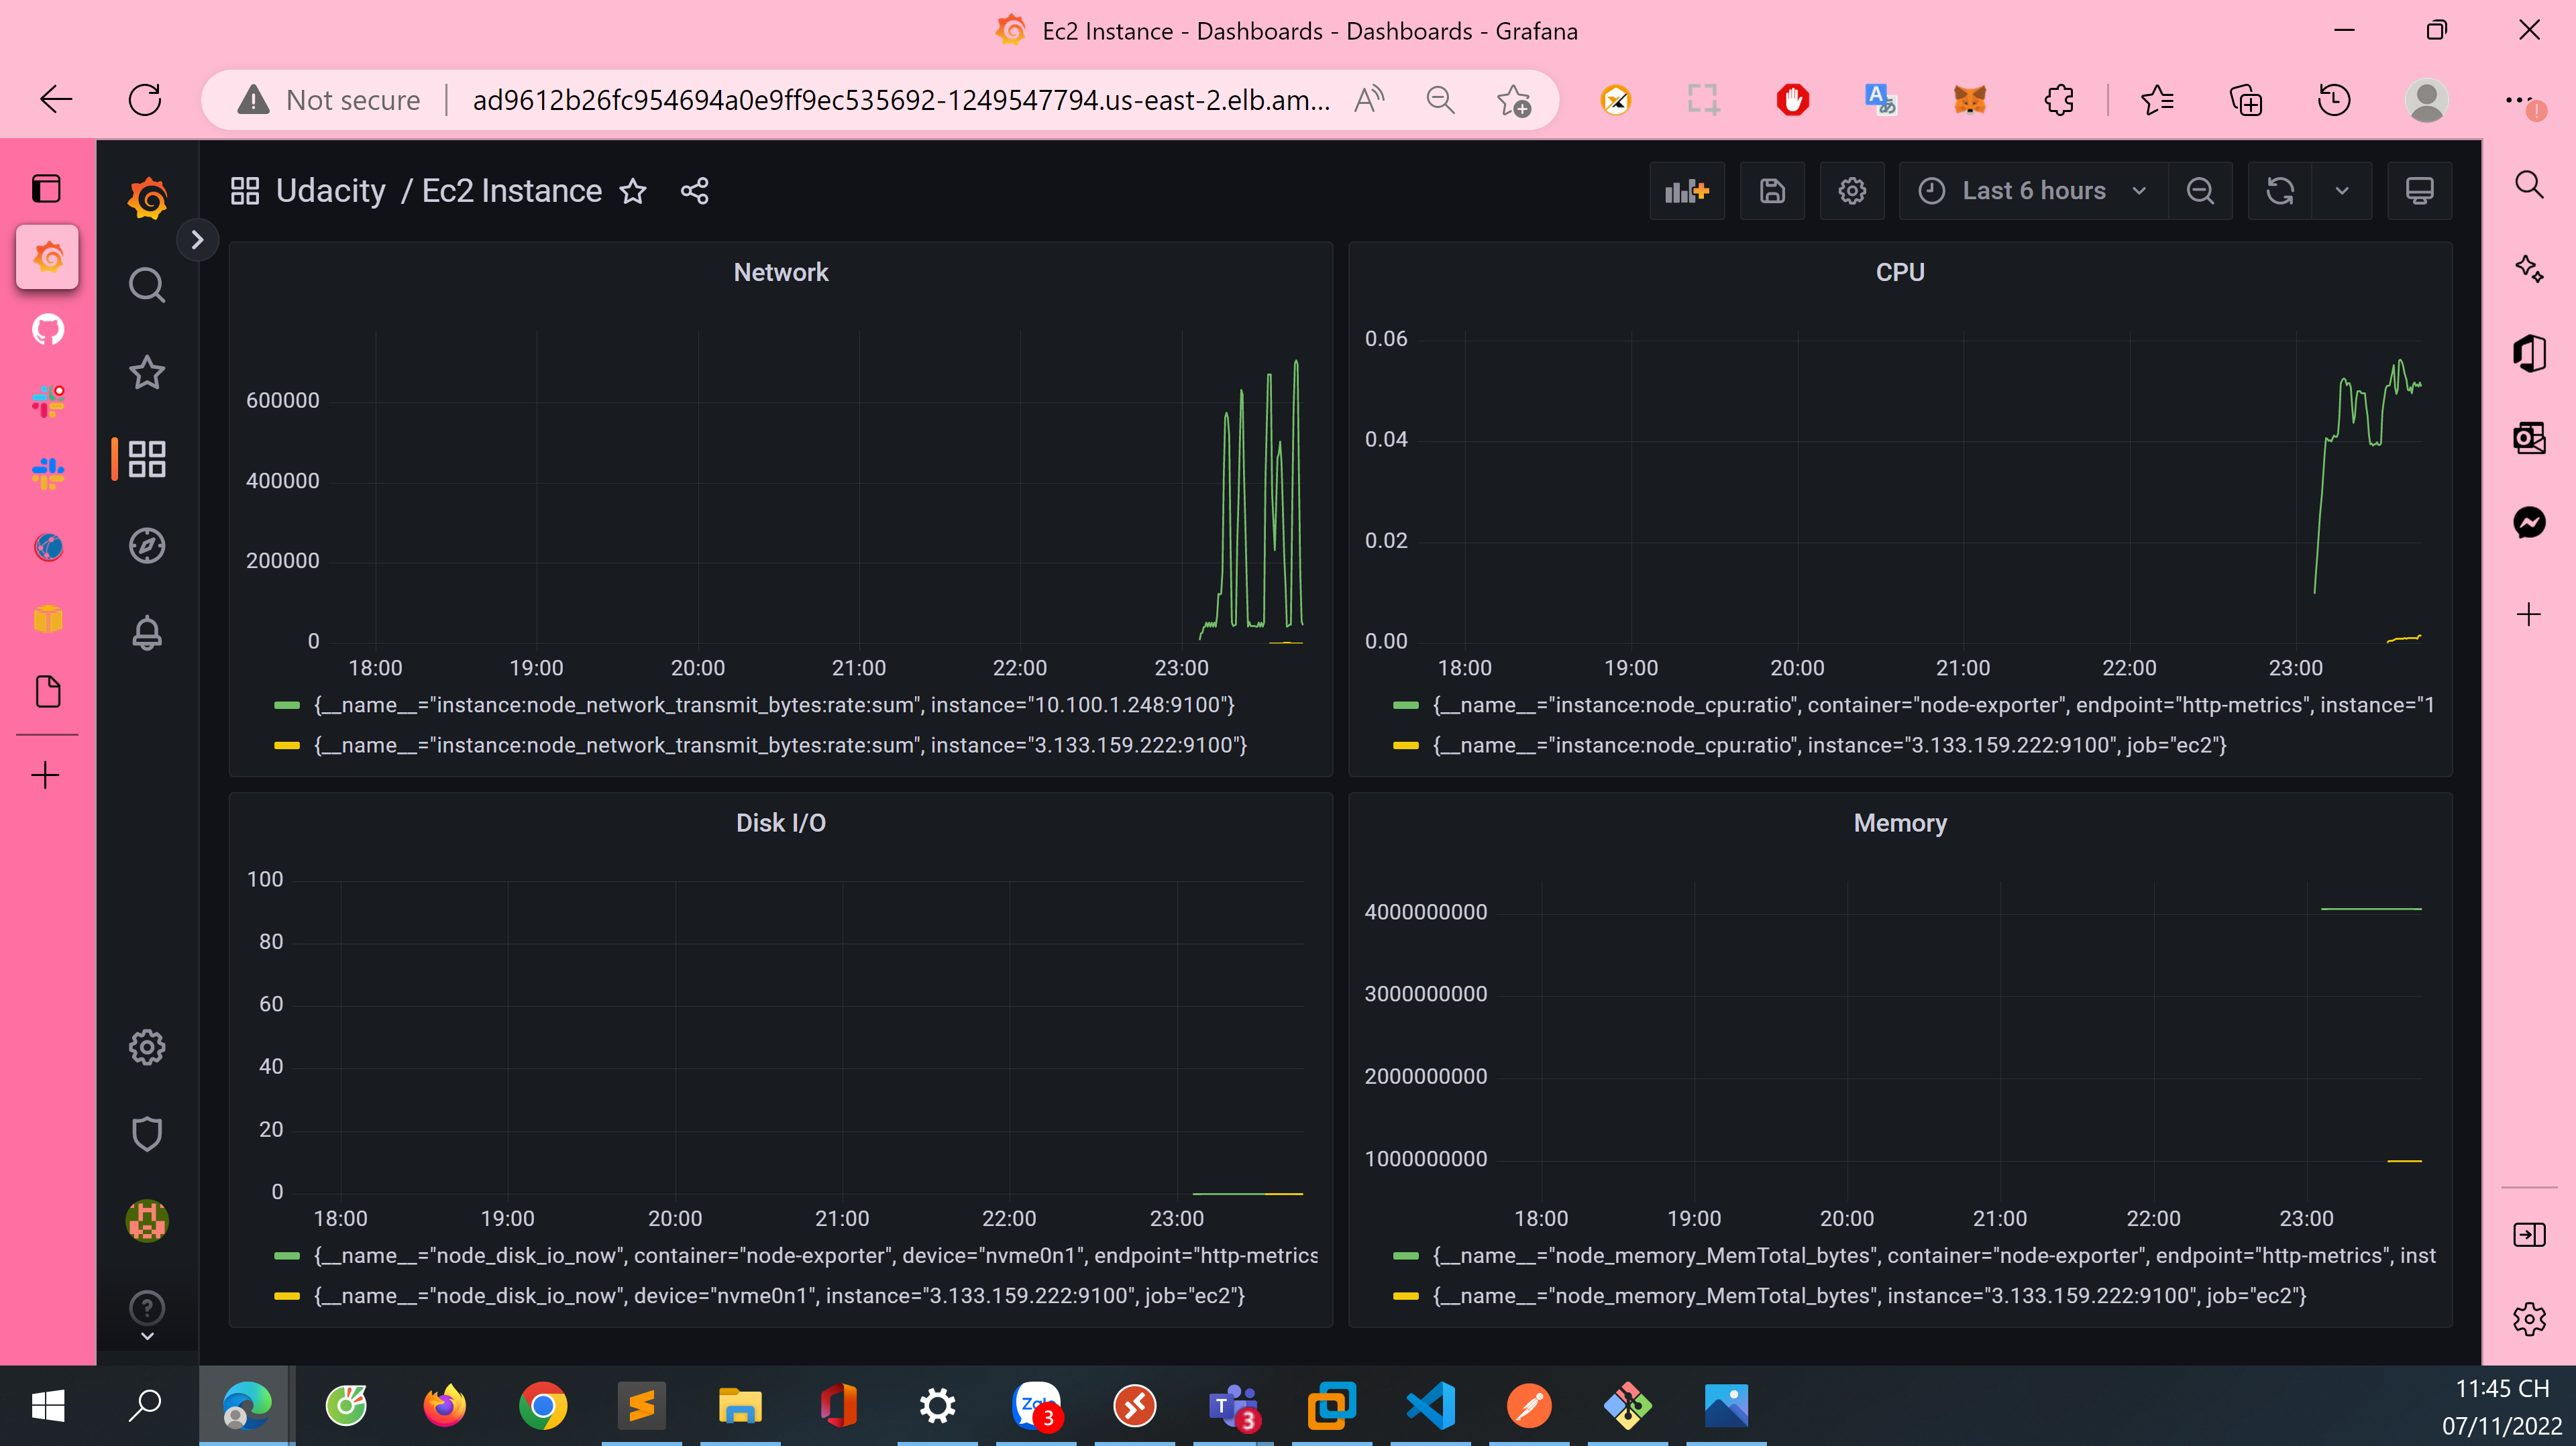 Ec2 Instance - Dashboards - Dashboards - Grafana
Not secure
ad9612b26fc954694a0e9ff9ec535692-1249547794.us-east-2.elb.am...
Udacity / Ec2 Instance
Last 6 hours
Network
600000
400000
200000
0
18:00 19:00 20:00 21:00 22:00 23:00
{__name__="instance:node_network_transmit_bytes:rate:sum", instance="10.100.1.248:9100"}
{__name__="instance:node_network_transmit_bytes:rate:sum", instance="3.133.159.222:9100"}
CPU
0.06
0.04
0.02
0.00
18:00 19:00 20:00 21:00 22:00 23:00
{__name__="instance:node_cpu:ratio", container="node-exporter", endpoint="http-metrics", instance="1
{__name__="instance:node_cpu:ratio", instance="3.133.159.222:9100", job="ec2"}
Disk I/O
100
80
60
40
20
0
18:00 19:00 20:00 21:00 22:00 23:00
{__name__="node_disk_io_now", container="node-exporter", device="nvme0n1", endpoint="http-metrics
{__name__="node_disk_io_now", device="nvme0n1", instance="3.133.159.222:9100", job="ec2"}
Memory
4000000000
3000000000
2000000000
1000000000
18:00 19:00 20:00 21:00 22:00 23:00
{__name__="node_memory_MemTotal_bytes", container="node-exporter", endpoint="http-metrics", inst
{__name__="node_memory_MemTotal_bytes", instance="3.133.159.222:9100", job="ec2"}
3
3
11:45 CH
07/11/2022